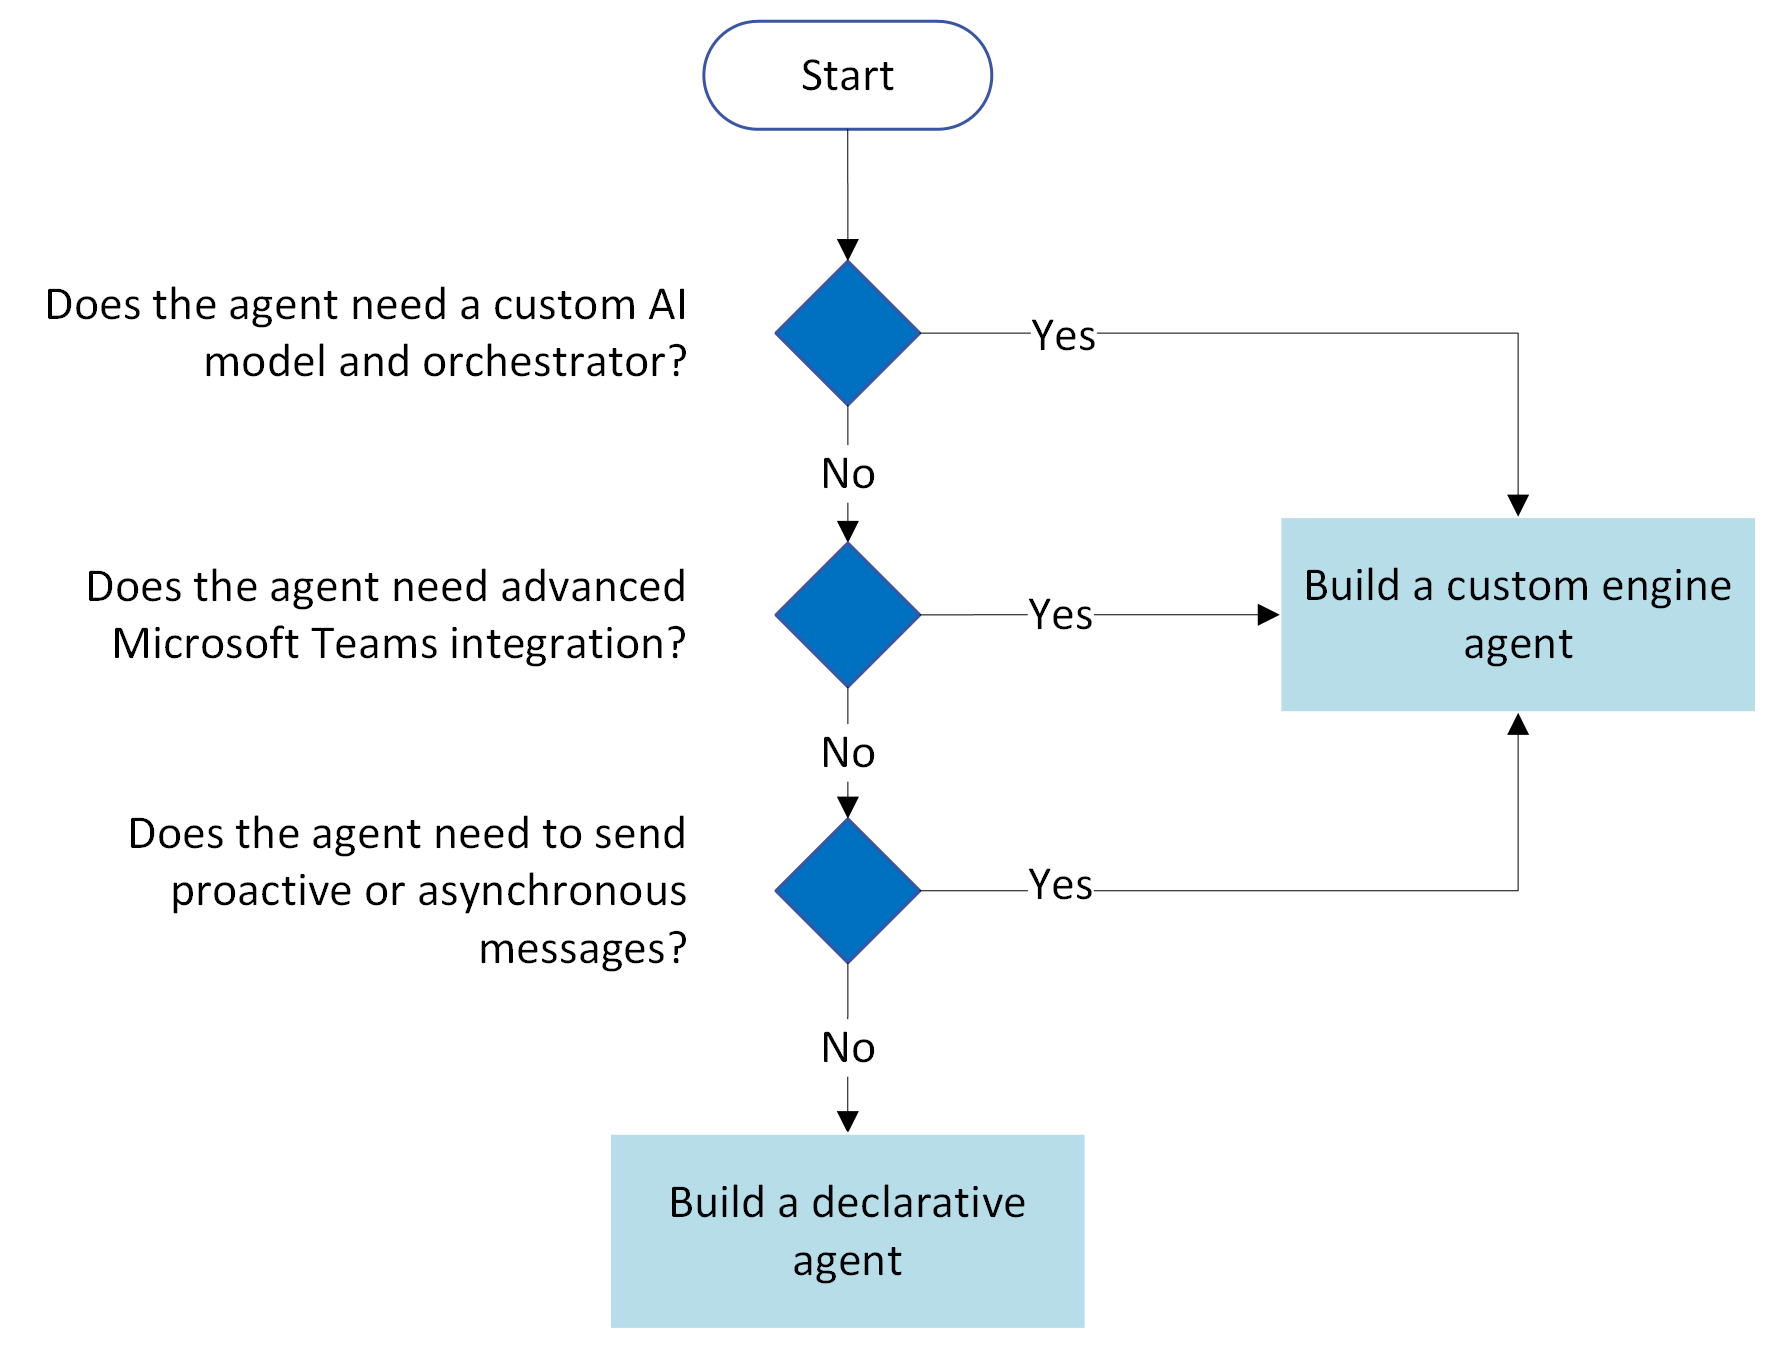 Start
Does the agent need a custom AI
model and orchestrator?
Yes
No
Does the agent need advanced
Microsoft Teams integration?
Yes
Build a custom engine
agent
No
Does the agent need to send
proactive or asynchronous
messages?
Yes
No
Build a declarative
agent